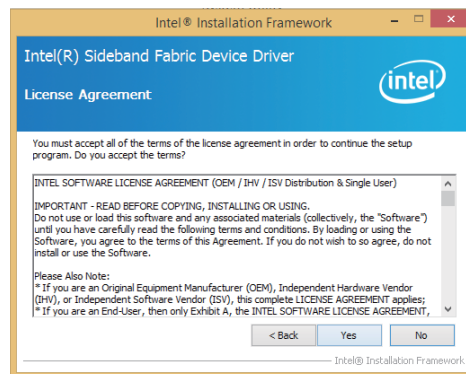 Intel® Installation Framework
Intel(R) Sideband Fabric Device Driver
License Agreement
intel
You must accept all of the terms of the license agreement in order to continue the setup
program. Do you accept the terms?
INTEL SOFTWARE LICENSE AGREEMENT (OEM / IHV / ISV Distribution & Single User)
IMPORTANT - READ BEFORE COPYING, INSTALLING OR USING.
Do not use or load this software and any associated materials (collectively, the "Software")
until you have carefully read the following terms and conditions. By loading or using the
Software, you agree to the terms of this Agreement. If you do not wish to so agree, do not
install or use the Software.
Please Also Note:
* If you are an Original Equipment Manufacturer (OEM), Independent Hardware Vendor
(IHV), or Independent Software Vendor (ISV), this complete LICENSE AGREEMENT applies;
* If you are an End-User, then only Exhibit A, the INTEL SOFTWARE LICENSE AGREEMENT,
< Back Yes No
Intel® Installation Framework